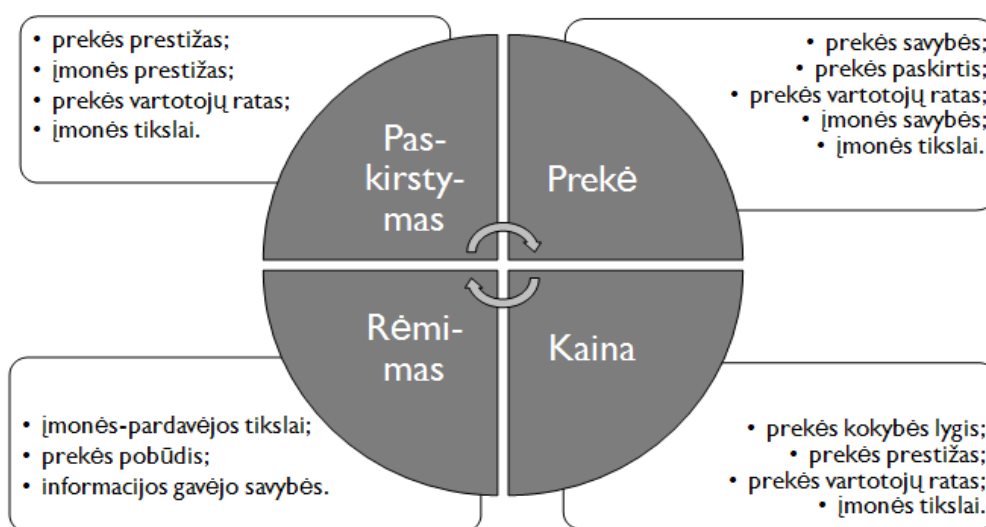 • prekės prestižas;
• įmonės prestižas;
• prekės vartotojų ratas;
• įmonės tikslai.
• prekės savybės;
• prekės paskirtis;
• prekės vartotojų ratas;
• įmonės savybės;
• įmonės tikslai.
Pas-
kirsty-
mas
Prekė
Rėmi-
mas
Kaina
• įmonės-pardavėjos tikslai;
• prekės pobūdis;
• informacijos gavėjo savybės.
• prekės kokybės lygis;
• prekės prestižas;
• prekės vartotojų ratas;
• įmonės tikslai.